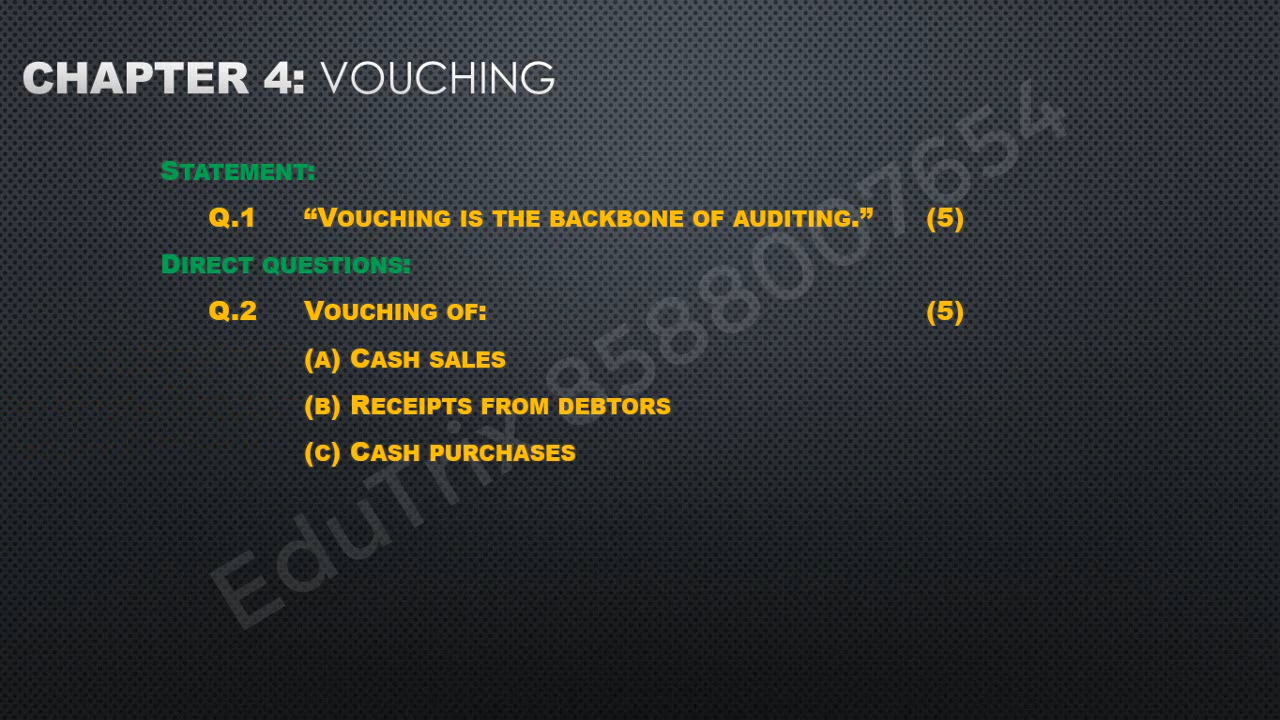 CHAPTER 4: VOUCHING
STATEMENT:
Q.1 “VOUCHING IS THE BACKBONE OF AUDITING.” (5)
DIRECT QUESTIONS:
Q.2 VOUCHING OF: (5)
(A) CASH SALES
(B) RECEIPTS FROM DEBTORS
(C) CASH PURCHASES
EduTrix 8588007654